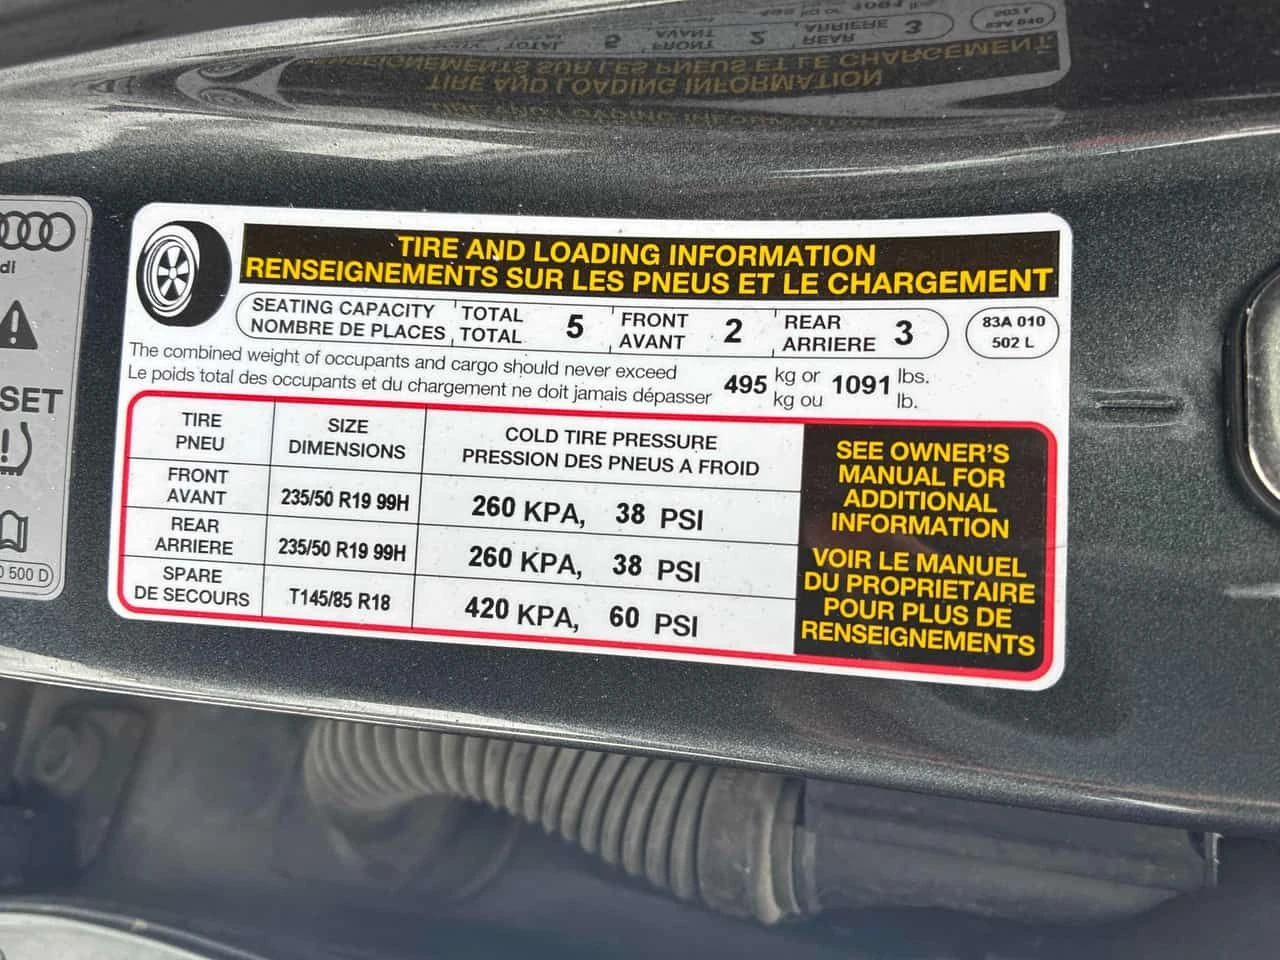 TIRE AND LOADING INFORMATION
RENSEIGNEMENTS SUR LES PNEUS ET LE CHARGEMENT
SEATING CAPACITY TOTAL 5 FRONT 2 REAR 3
NOMBRE DE PLACES TOTAL AVANT ARRIERE
83A 010
502 L
The combined weight of occupants and cargo should never exceed
Le poids total des occupants et du chargement ne doit jamais dépasser
495 kg or 1091 lbs.
kg ou lb.
TIRE SIZE COLD TIRE PRESSURE
PNEU DIMENSIONS PRESSION DES PNEUS A FROID
FRONT
AVANT 235/50 R19 99H 260 KPA, 38 PSI
REAR
ARRIERE 235/50 R19 99H 260 KPA, 38 PSI
SPARE
DE SECOURS T145/85 R18 420 KPA, 60 PSI
SEE OWNER'S
MANUAL FOR
ADDITIONAL
INFORMATION
VOIR LE MANUEL
DU PROPRIETAIRE
POUR PLUS DE
RENSEIGNEMENTS
di
SET
0 500 D